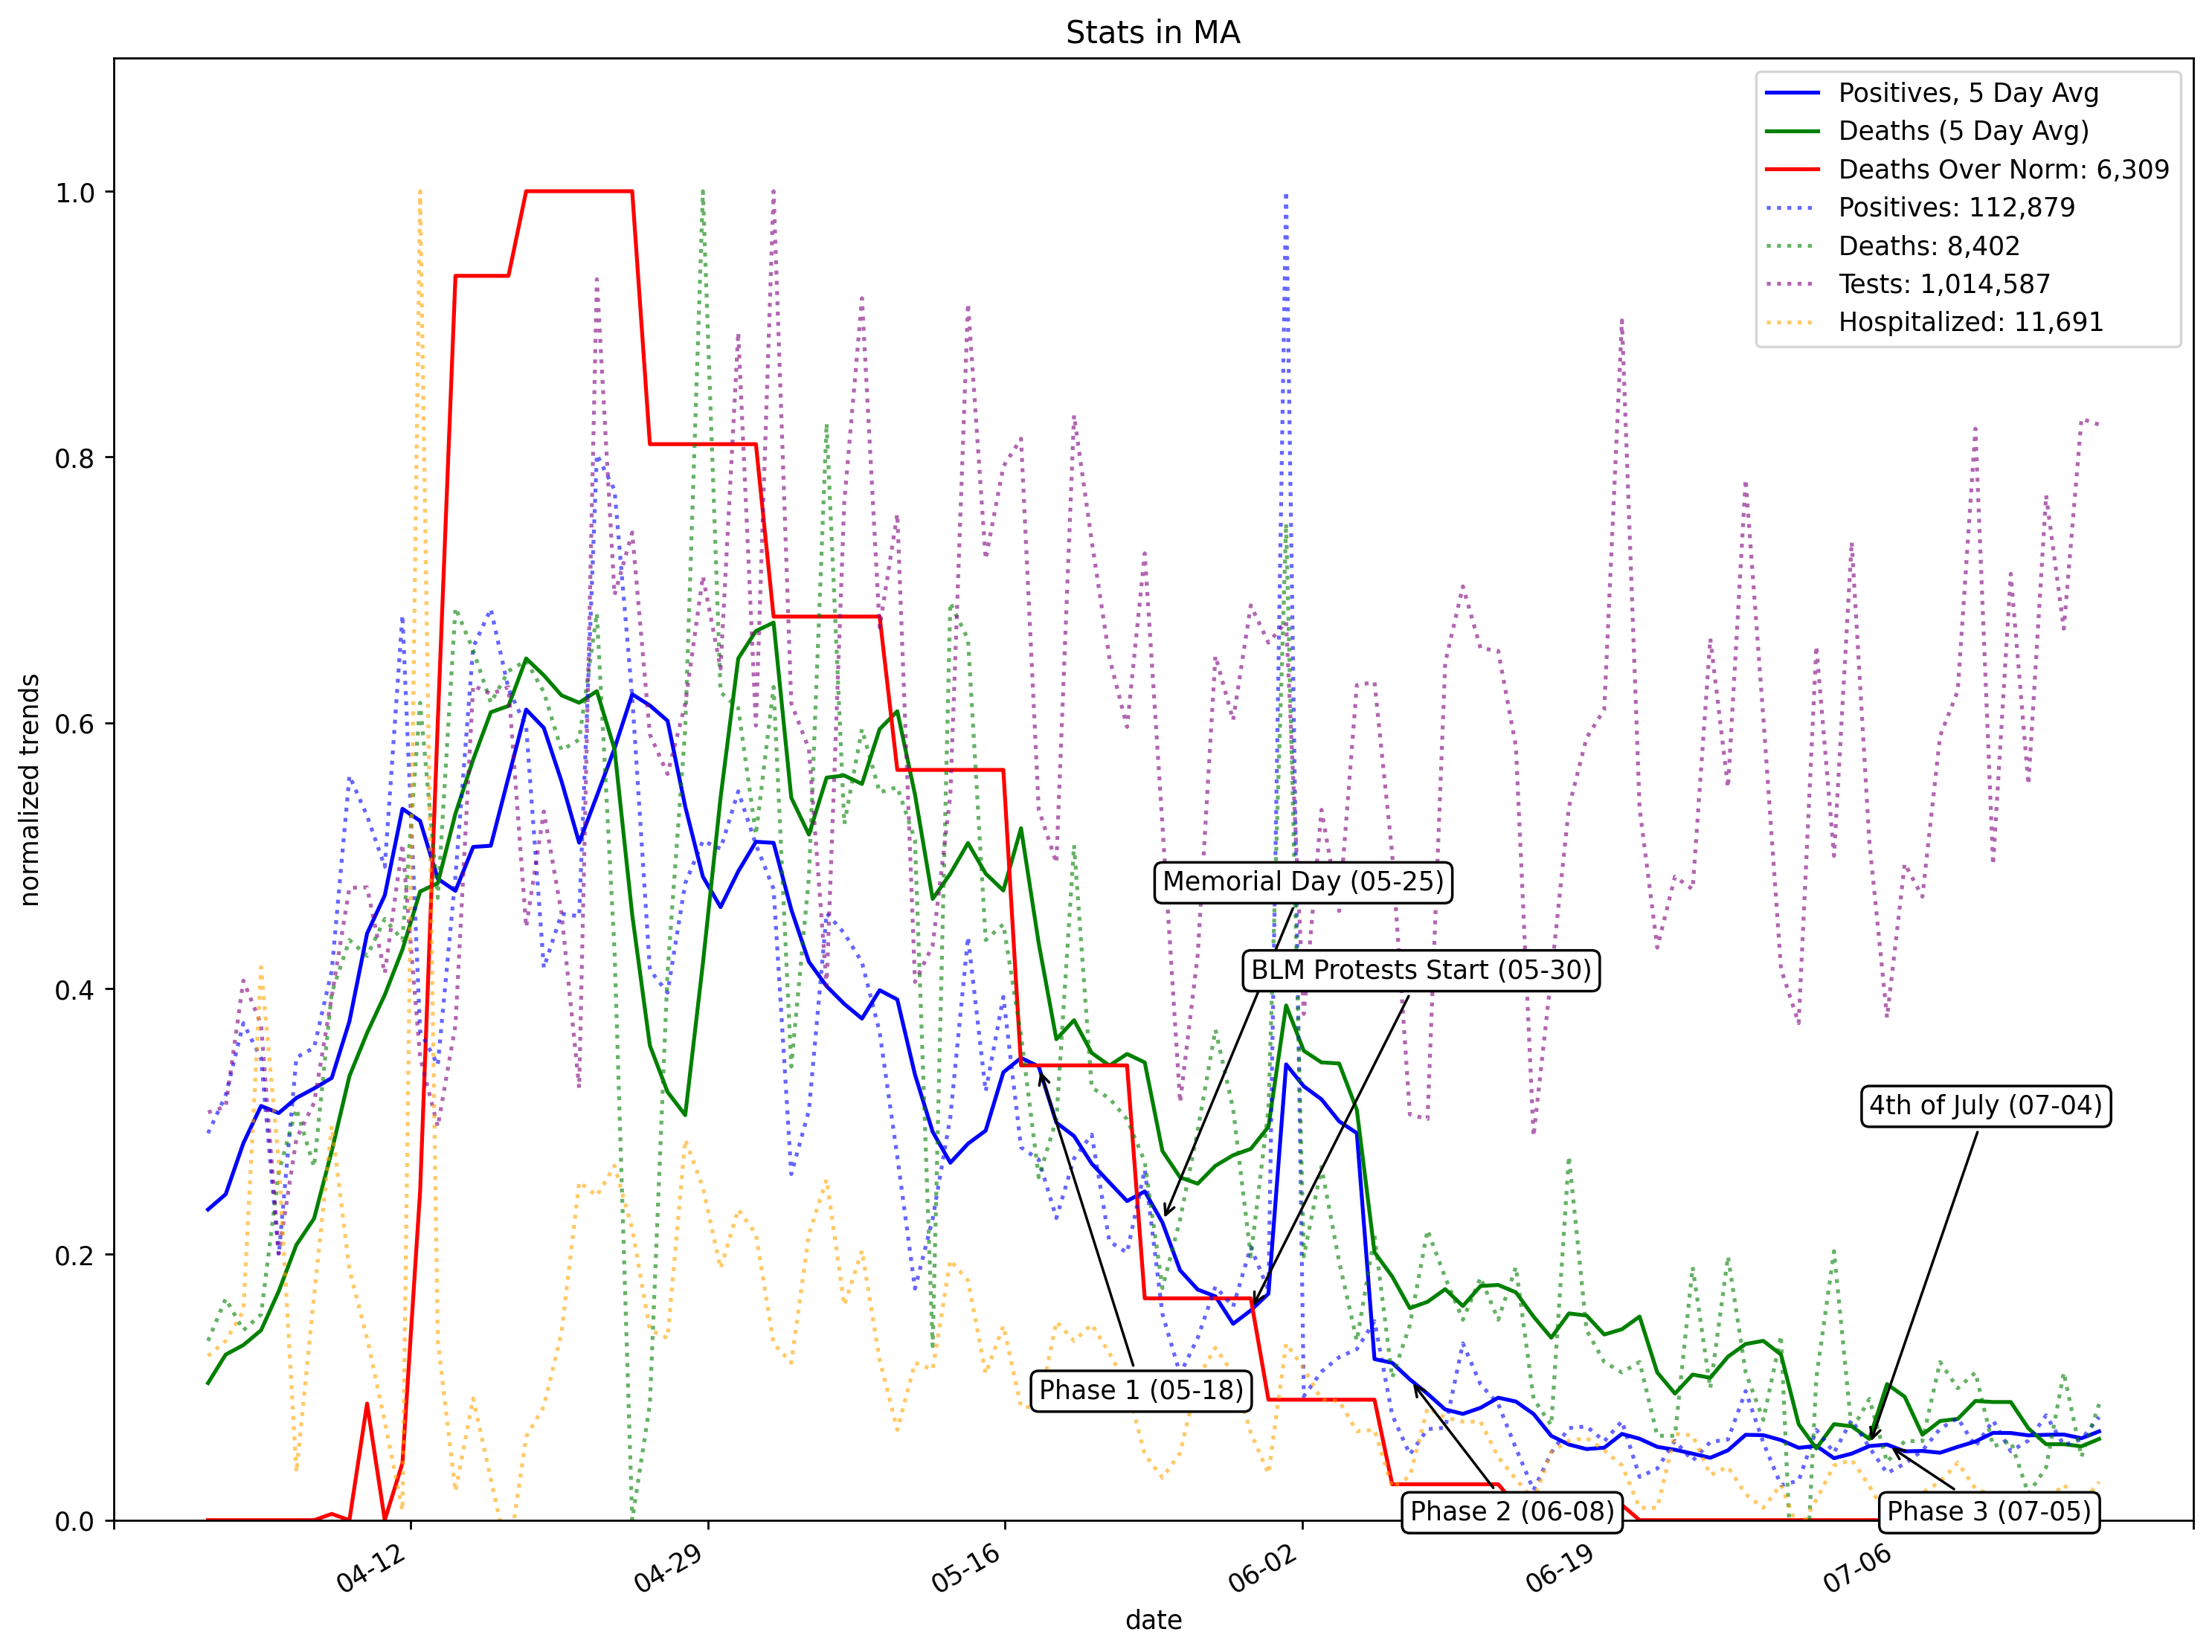 Stats in MA
Positives, 5 Day Avg
Deaths (5 Day Avg)
Deaths Over Norm: 6,309
Positives: 112,879
Deaths: 8,402
Tests: 1,014,587
Hospitalized: 11,691
1.0
0.8
0.6
0.4
0.2
0.0
normalized trends
Memorial Day (05-25)
BLM Protests Start (05-30)
4th of July (07-04)
Phase 1 (05-18)
Phase 2 (06-08)
Phase 3 (07-05)
04-12
04-29
05-16
06-02
06-19
07-06
date